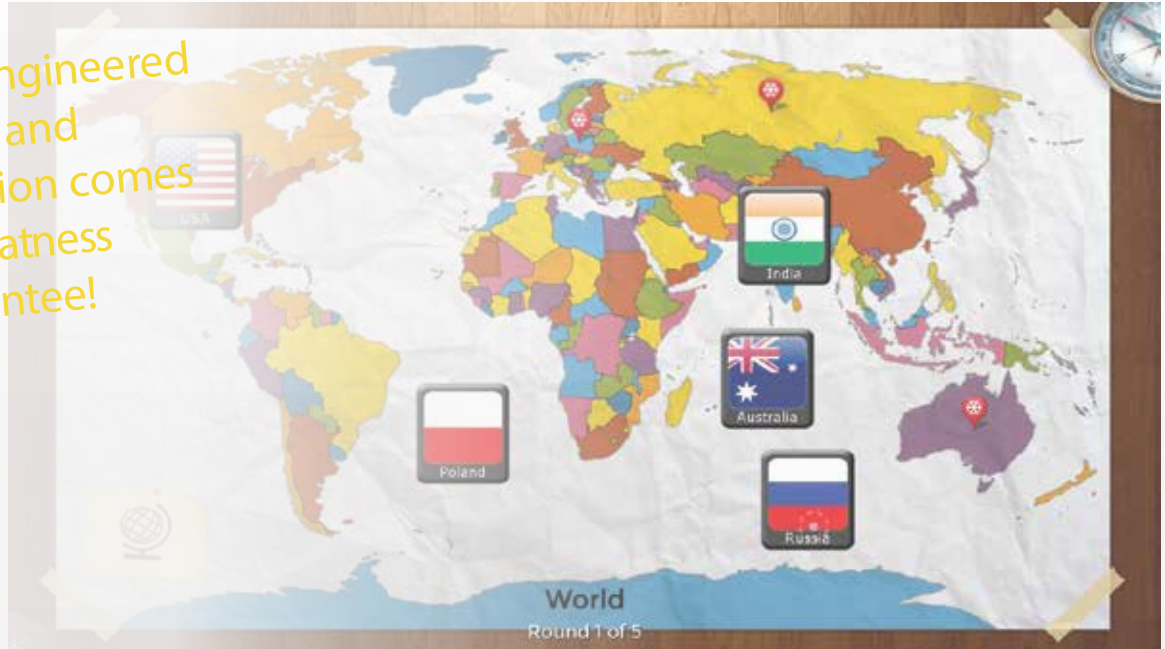 ngineered
and
ion comes
atness
ntee!
USA
India
Australia
Poland
Russia
World
Round 1 of 5